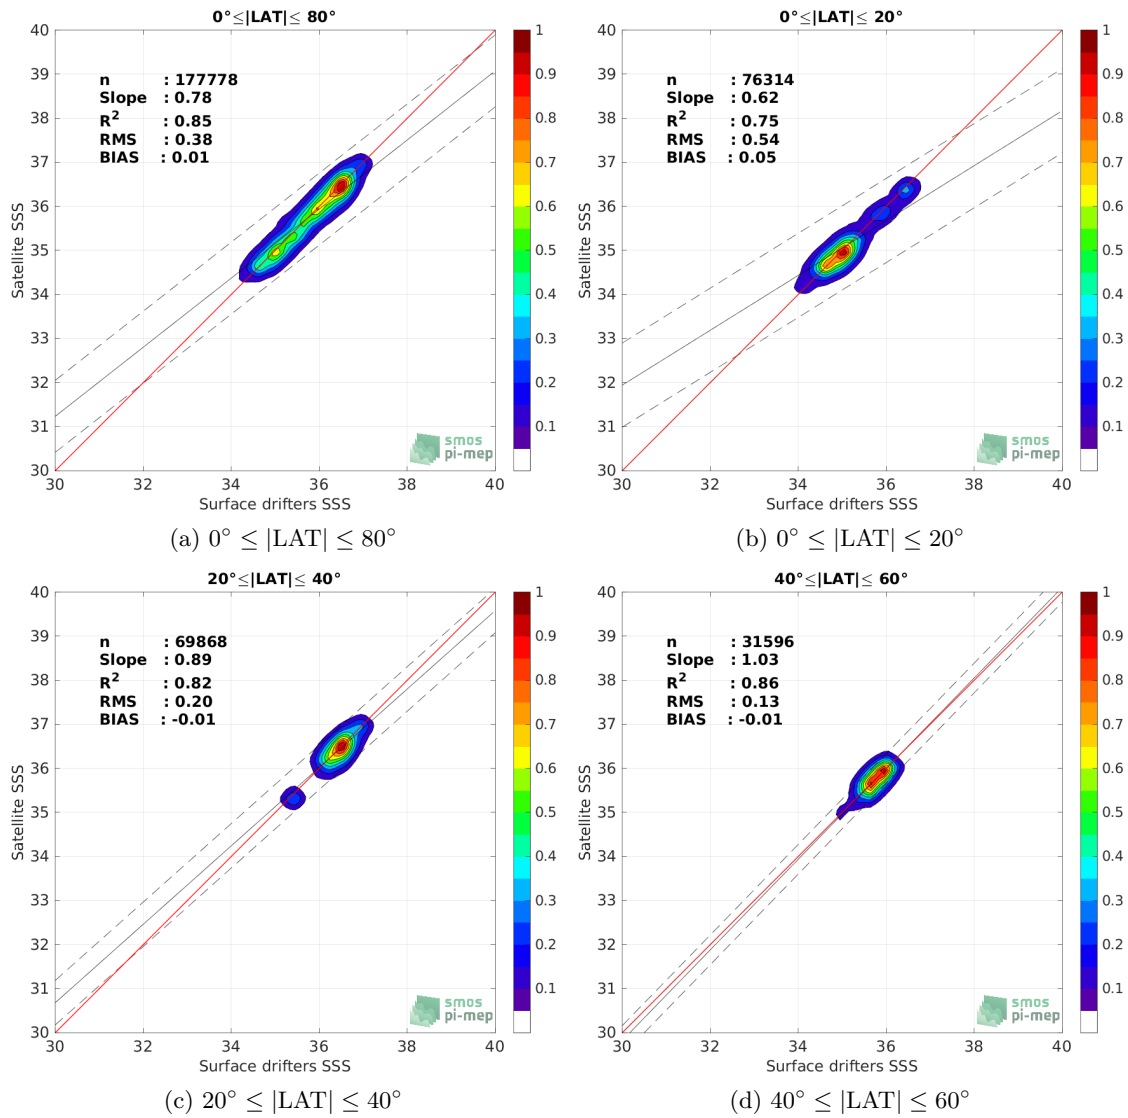 0°≤|LAT|≤ 80°
40
39
38
37
36
35
34
33
32
31
30
Satellite SSS
n : 177778
Slope : 0.78
R2 : 0.85
RMS : 0.38
BIAS : 0.01
smos
pi-mep
30 32 34 36 38 40
Surface drifters SSS
1
0.9
0.8
0.7
0.6
0.5
0.4
0.3
0.2
0.1
(a) 0° ≤ |LAT| ≤ 80°
0°≤|LAT|≤ 20°
40
39
38
37
36
35
34
33
32
31
30
Satellite SSS
n : 76314
Slope : 0.62
R2 : 0.75
RMS : 0.54
BIAS : 0.05
smos
pi-mep
30 32 34 36 38 40
Surface drifters SSS
1
0.9
0.8
0.7
0.6
0.5
0.4
0.3
0.2
0.1
(b) 0° ≤ |LAT| ≤ 20°
20°≤|LAT|≤ 40°
40
39
38
37
36
35
34
33
32
31
30
Satellite SSS
n : 69868
Slope : 0.89
R2 : 0.82
RMS : 0.20
BIAS : -0.01
smos
pi-mep
30 32 34 36 38 40
Surface drifters SSS
1
0.9
0.8
0.7
0.6
0.5
0.4
0.3
0.2
0.1
(c) 20° ≤ |LAT| ≤ 40°
40°≤|LAT|≤ 60°
40
39
38
37
36
35
34
33
32
31
30
Satellite SSS
n : 31596
Slope : 1.03
R2 : 0.86
RMS : 0.13
BIAS : -0.01
smos
pi-mep
30 32 34 36 38 40
Surface drifters SSS
1
0.9
0.8
0.7
0.6
0.5
0.4
0.3
0.2
0.1
(d) 40° ≤ |LAT| ≤ 60°